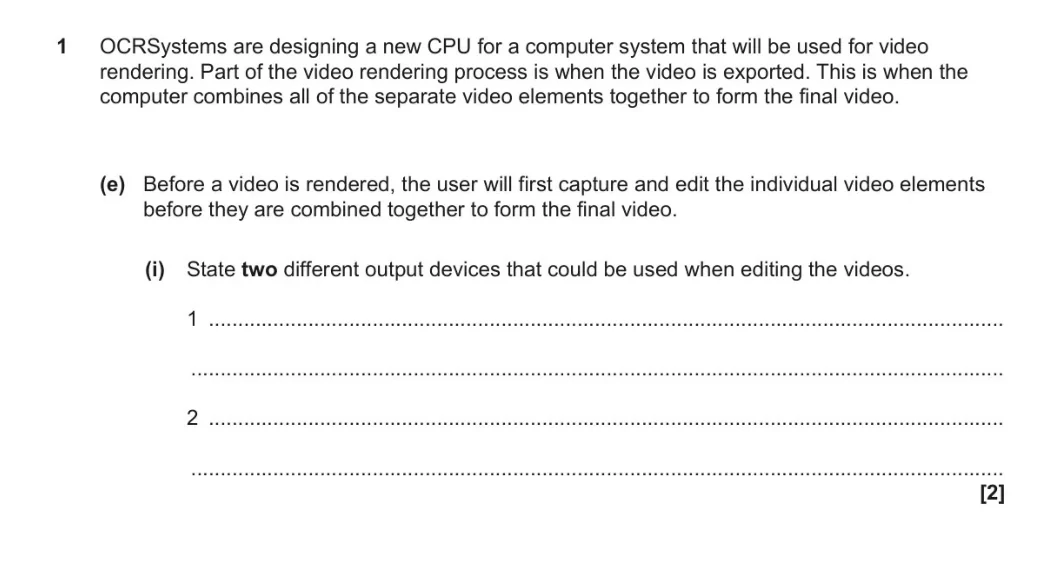 1 OCRSystems are designing a new CPU for a computer system that will be used for video
rendering. Part of the video rendering process is when the video is exported. This is when the
computer combines all of the separate video elements together to form the final video.
(e) Before a video is rendered, the user will first capture and edit the individual video elements
before they are combined together to form the final video.
(i) State two different output devices that could be used when editing the videos.
1 ................................................................................
................................................................................
2 ................................................................................
................................................................................
[2]